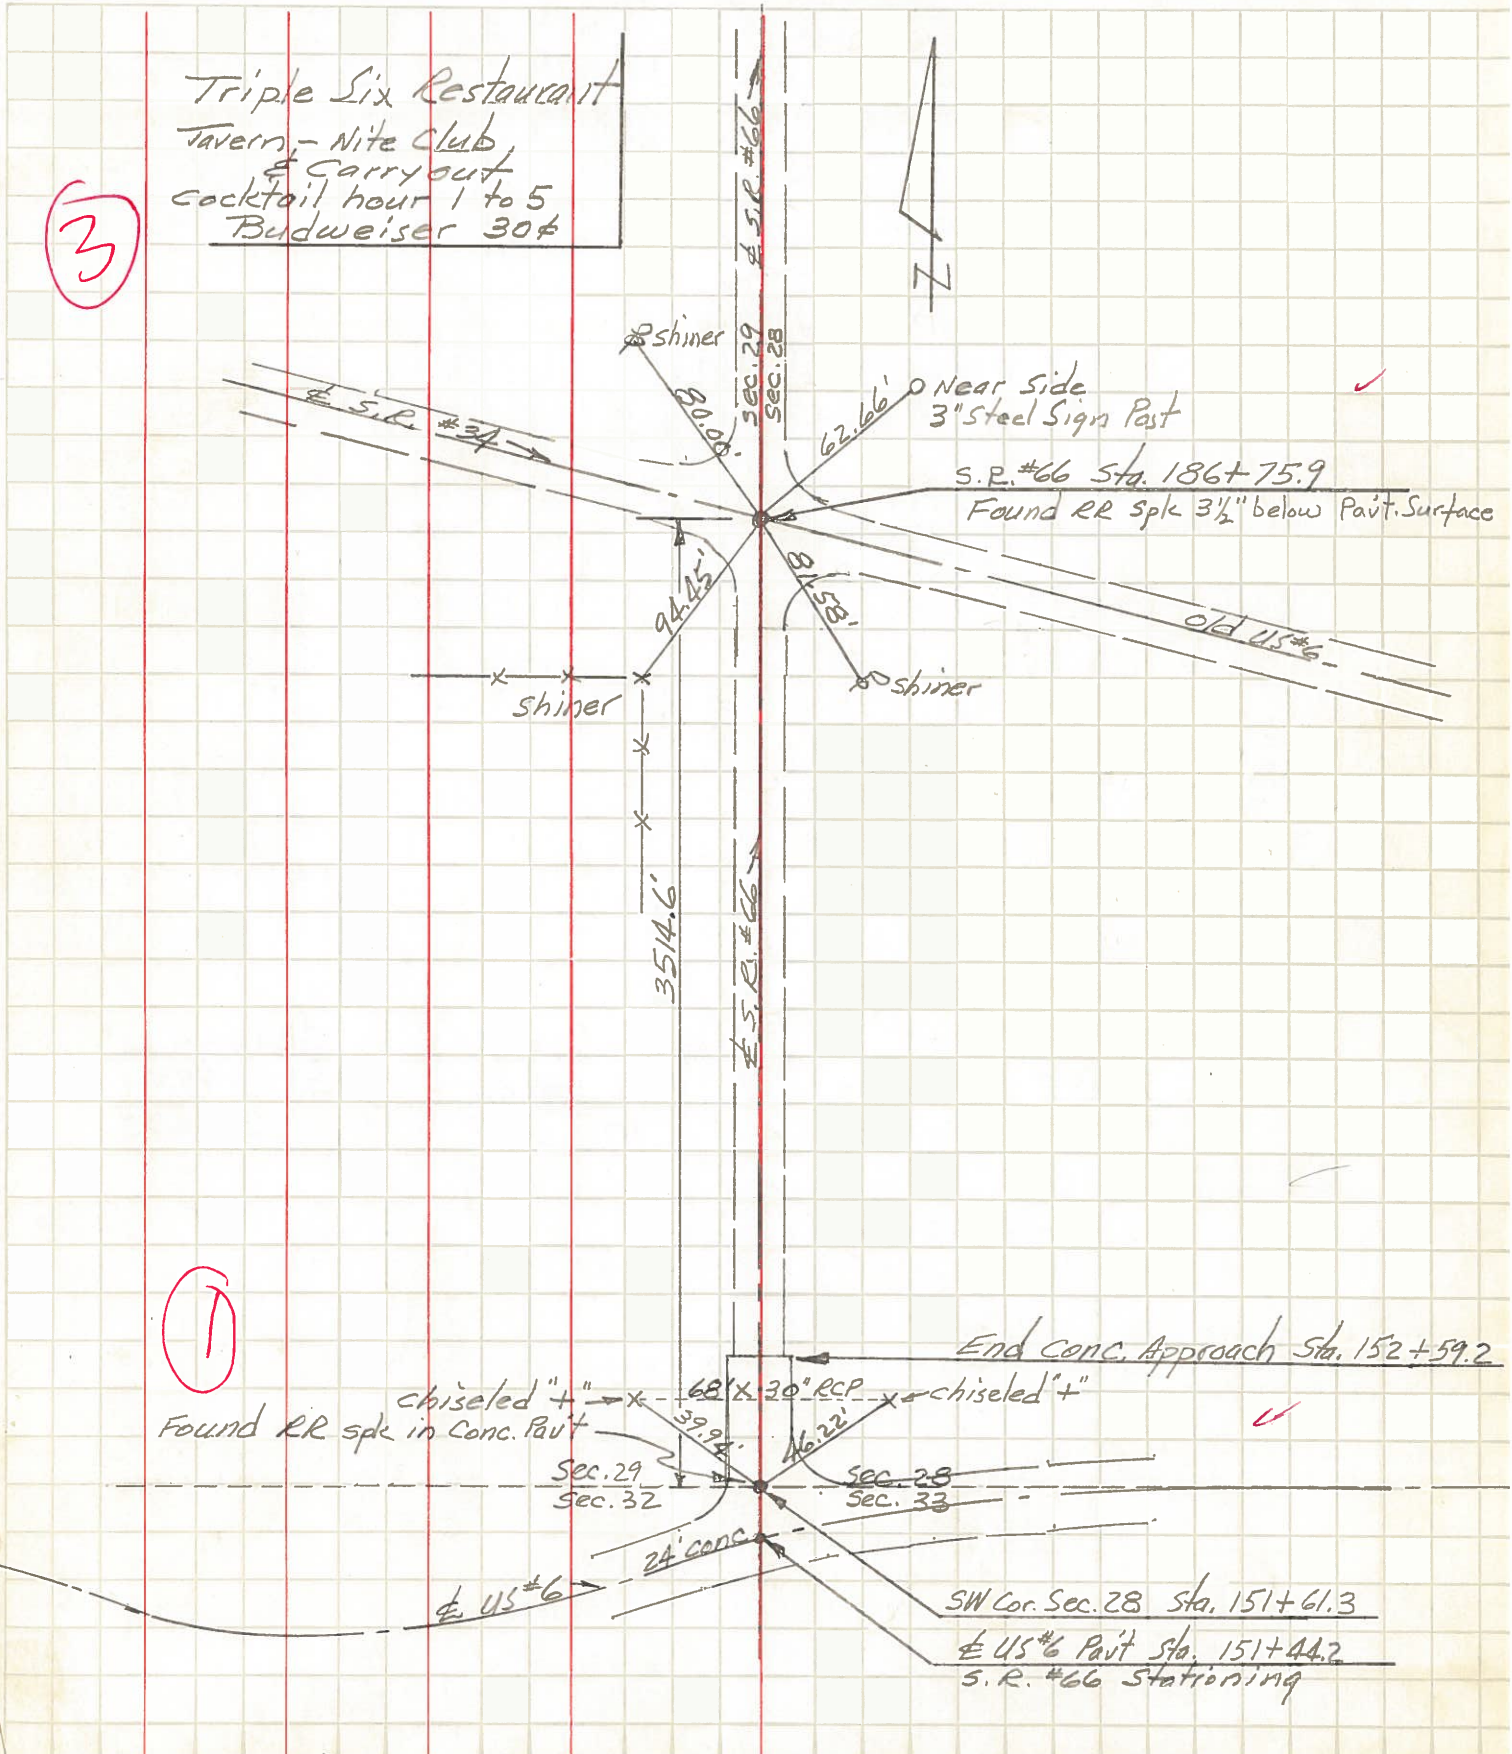 Triple Six Restaurant
Tavern - Nite Club
& Carryout
Cocktail hour 1 to 5
Budweiser 30¢
3
℄ S.R. #66
N
Sec. 29
Sec. 28
shiner
80.00'
62.66'
Near Side
3" Steel Sign Post
℄ S.R. #34
S.R. #66 Sta. 186+75.9
Found RR Spk 3½" below Pav't. Surface
94.45'
81.58'
Old US #6
shiner
shiner
3514.6'
℄ S.R. #66
1
End Conc. Approach Sta. 152+59.2
chiseled "+"
68' X 30" RCP
chiseled "+"
Found RR spk in Conc. Pav't
39.94'
46.22'
Sec. 29
Sec. 28
Sec. 32
Sec. 33
24' conc
℄ US #6
SW Cor. Sec. 28 Sta. 151+61.3
℄ US #6 Pav't Sta. 151+44.2
S.R. #66 Stationing